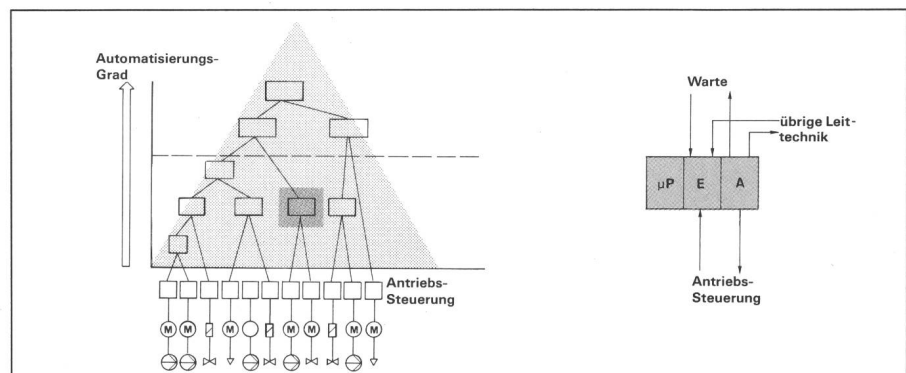 Automatisierungs-
Grad
Antriebs-
Steuerung
M M M M M M
Warte
übrige Leit-
technik
µP E A
Antriebs-
Steuerung